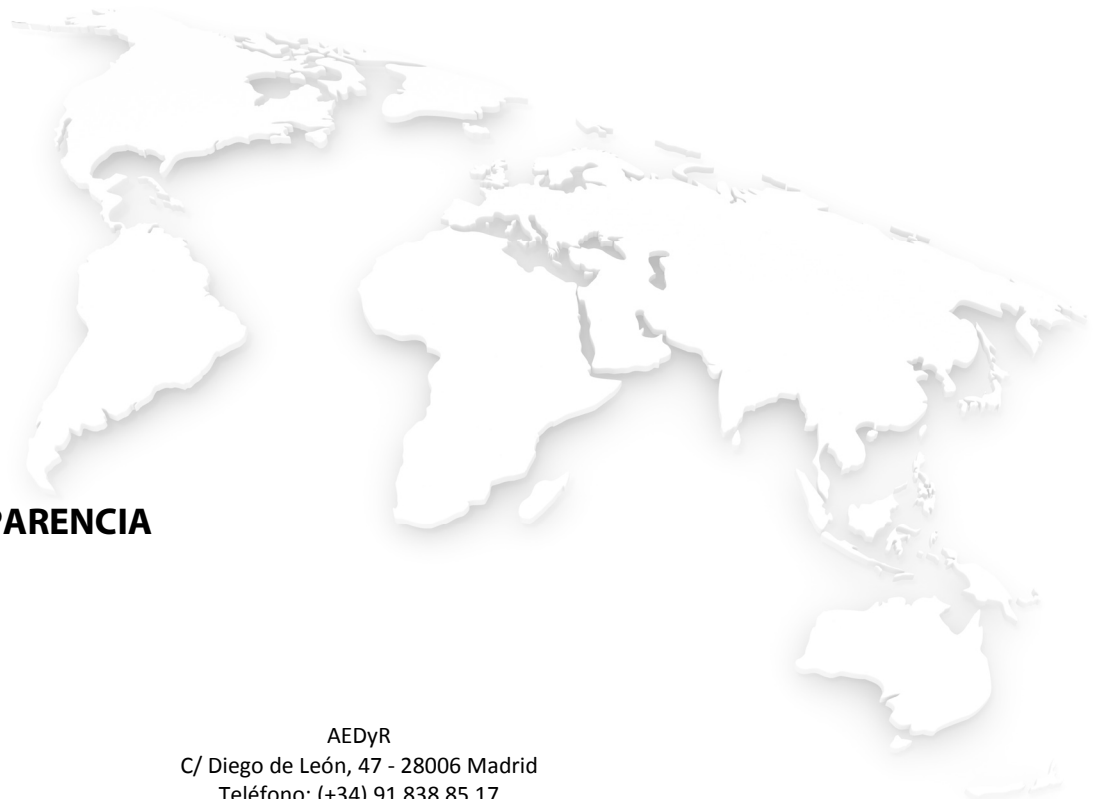 PARENCIA
AEDyR
C/ Diego de León, 47 - 28006 Madrid
Teléfono: (+34) 91 838 85 17